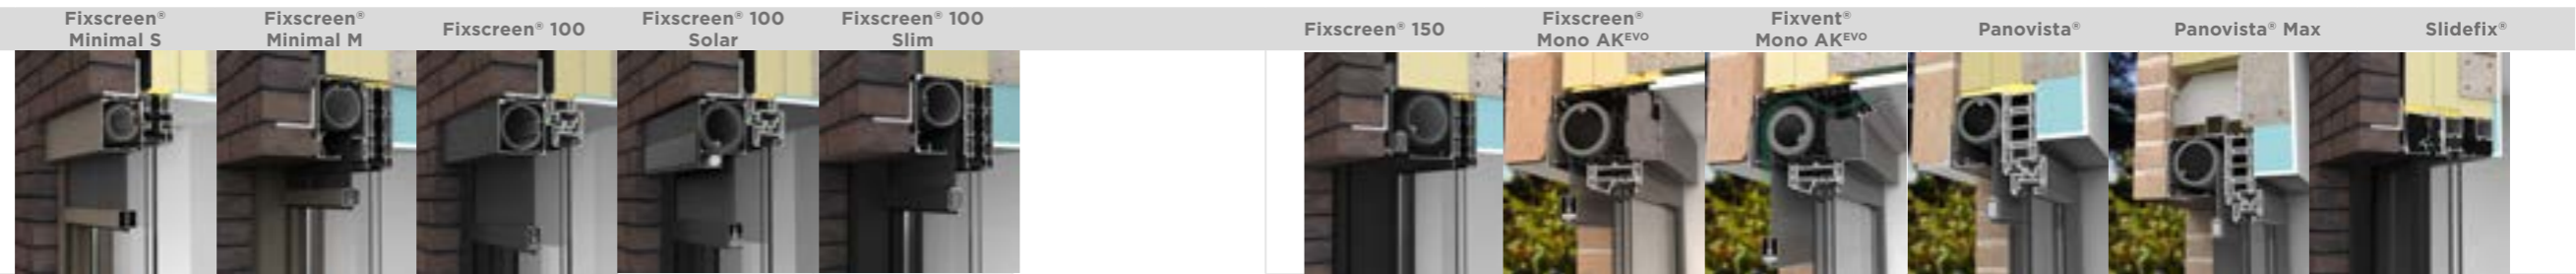 Fixscreen®
Minimal S
Fixscreen®
Minimal M
Fixscreen® 100
Fixscreen® 100
Solar
Fixscreen® 100
Slim
Fixscreen® 150
Fixscreen®
Mono AKEVO
Fixvent®
Mono AKEVO
Panovista®
Panovista® Max
Slidefix®